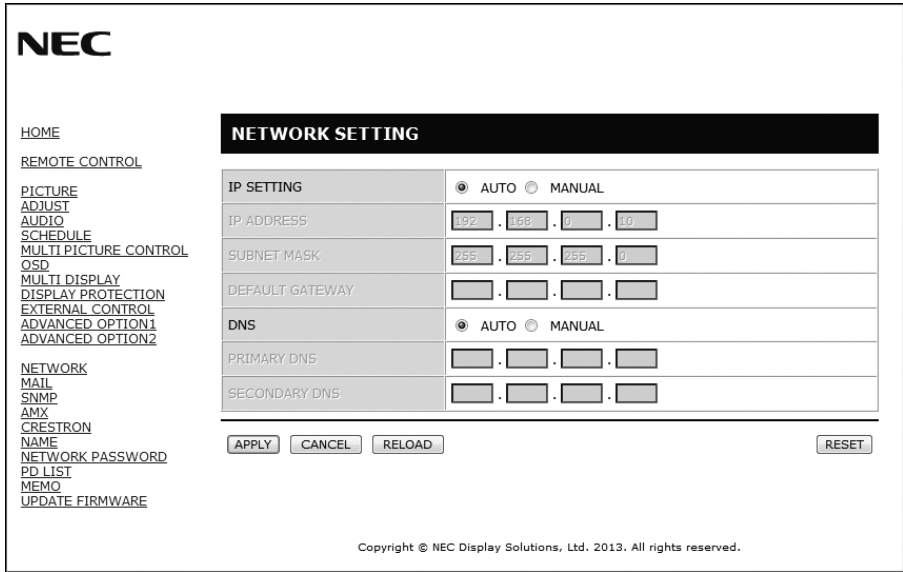 NEC
HOME
REMOTE CONTROL
PICTURE
ADJUST
AUDIO
SCHEDULE
MULTI PICTURE CONTROL
OSD
MULTI DISPLAY
DISPLAY PROTECTION
EXTERNAL CONTROL
ADVANCED OPTION1
ADVANCED OPTION2
NETWORK
MAIL
SNMP
AMX
CRESTRON
NAME
NETWORK PASSWORD
PD LIST
MEMO
UPDATE FIRMWARE
NETWORK SETTING
IP SETTING AUTO MANUAL
IP ADDRESS 192 . 168 . 0 . 10
SUBNET MASK 255 . 255 . 255 . 0
DEFAULT GATEWAY . . .
DNS AUTO MANUAL
PRIMARY DNS . . .
SECONDARY DNS . . .
APPLY CANCEL RELOAD RESET
Copyright © NEC Display Solutions, Ltd. 2013. All rights reserved.